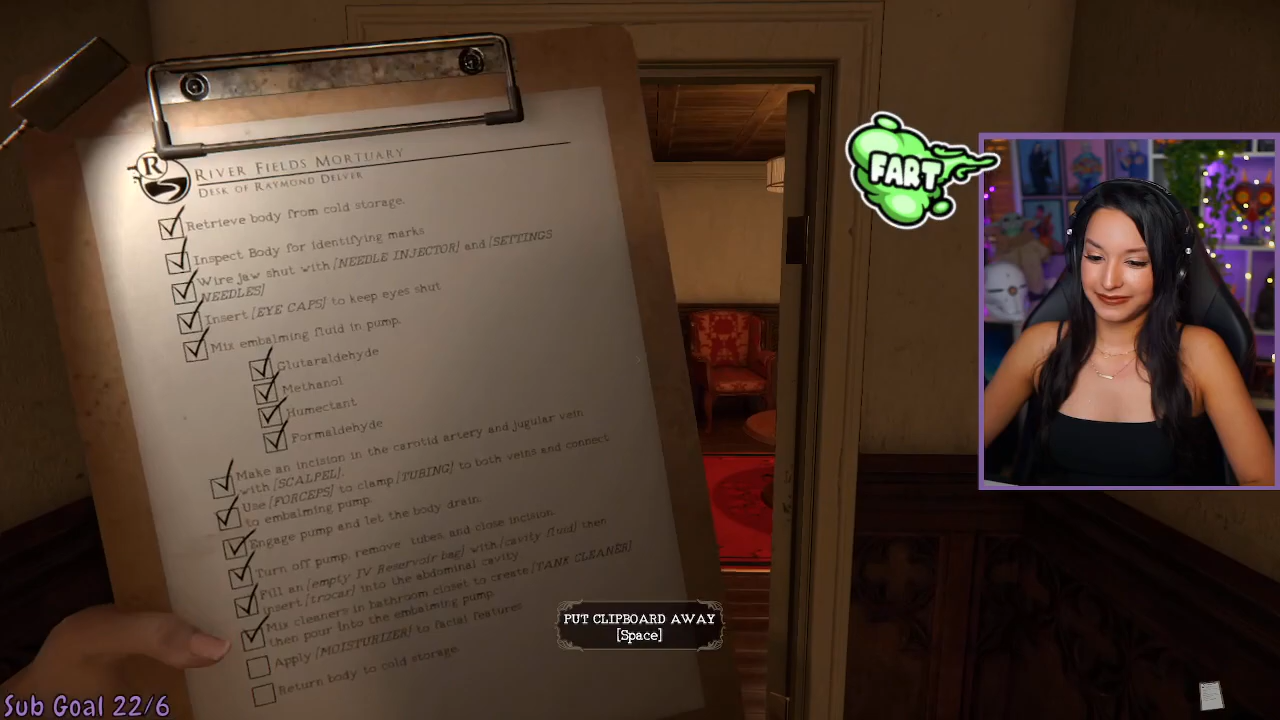 R
RIVER FIELDS MORTUARY
DESK OF RAYMOND DELVER
Retrieve body from cold storage.
Inspect Body for identifying marks
Wire jaw shut with [NEEDLE INJECTOR] and [SETTINGS
NEEDLES]
Insert [EYE CAPS] to keep eyes shut
Mix embalming fluid in pump.
Glutaraldehyde
Methanol
Humectant
Formaldehyde
Make an incision in the carotid artery and jugular vein
with [SCALPEL].
Use [FORCEPS] to clamp [TUBING] to both veins and connect
to embalming pump.
Engage pump and let the body drain.
Turn off pump, remove tubes, and close incision.
Fill an [empty IV Reservoir bag] with [cavity fluid] then
insert [trocar] into the abdominal cavity
Mix cleaners in bathroom closet to create [TANK CLEANER]
then pour into the embalming pump.
Apply [MOISTURIZER] to facial features
Return body to cold storage.
FART
PUT CLIPBOARD AWAY
[Space]
Sub Goal 22/6